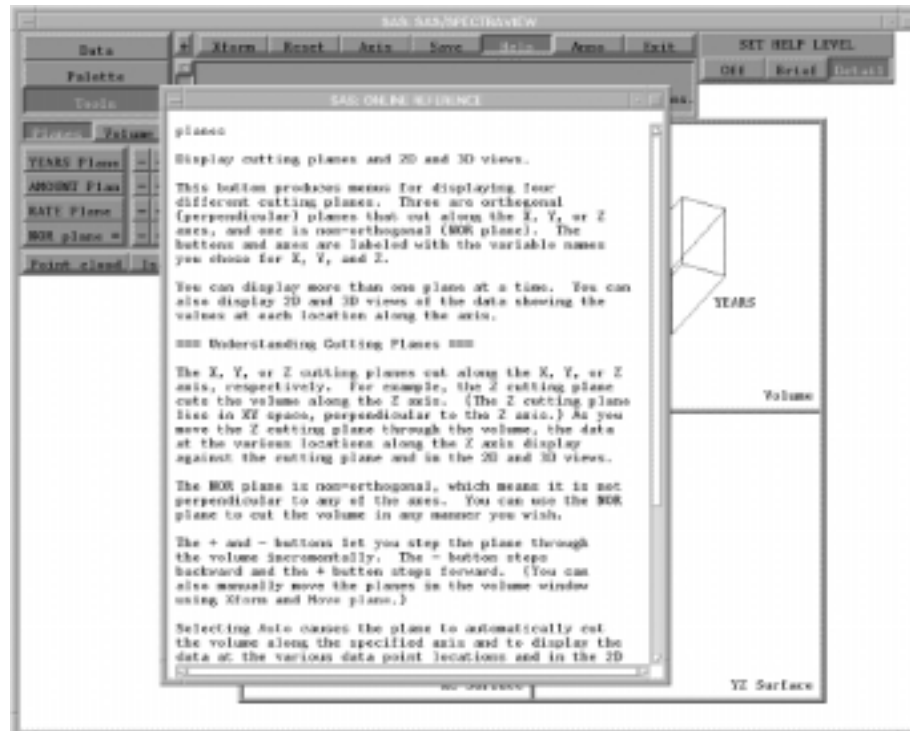 SAS: SAS/SPECTRAVIEW
Data
Palette
Tools
Xform Reset Axis Save Help Anno Exit
SET HELP LEVEL
Off Brief Detail
Planes Volume
YEARS Plane
AMOUNT Plan
RATE Plane
NOR plane =
Point cloud
SAS: ONLINE REFERENCE
planes
Display cutting planes and 2D and 3D views.
This button produces menus for displaying four
different cutting planes. Three are orthogonal
(perpendicular) planes that cut along the X, Y, or Z
axes, and one is non-orthogonal (NOR plane). The
buttons and axes are labeled with the variable names
you chose for X, Y, and Z.
You can display more than one plane at a time. You can
also display 2D and 3D views of the data showing the
values at each location along the axis.
=== Understanding Cutting Planes ===
The X, Y, or Z cutting planes cut along the X, Y, or Z
axis, respectively. For example, the Z cutting plane
cuts the volume along the Z axis. (The Z cutting plane
lies in XY space, perpendicular to the Z axis.) As you
move the Z cutting plane through the volume, the data
at the various locations along the Z axis display
against the cutting plane and in the 2D and 3D views.
The NOR plane is non-orthogonal, which means it is not
perpendicular to any of the axes. You can use the NOR
plane to cut the volume in any manner you wish.
The + and - buttons let you step the plane through
the volume incrementally. The - button steps
backward and the + button steps forward. (You can
also manually move the planes in the volume window
using Xform and Move plane.)
Selecting Auto causes the plane to automatically cut
the volume along the specified axis and to display the
data at the various data point locations and in the 2D
YEARS
Volume
YZ Surface